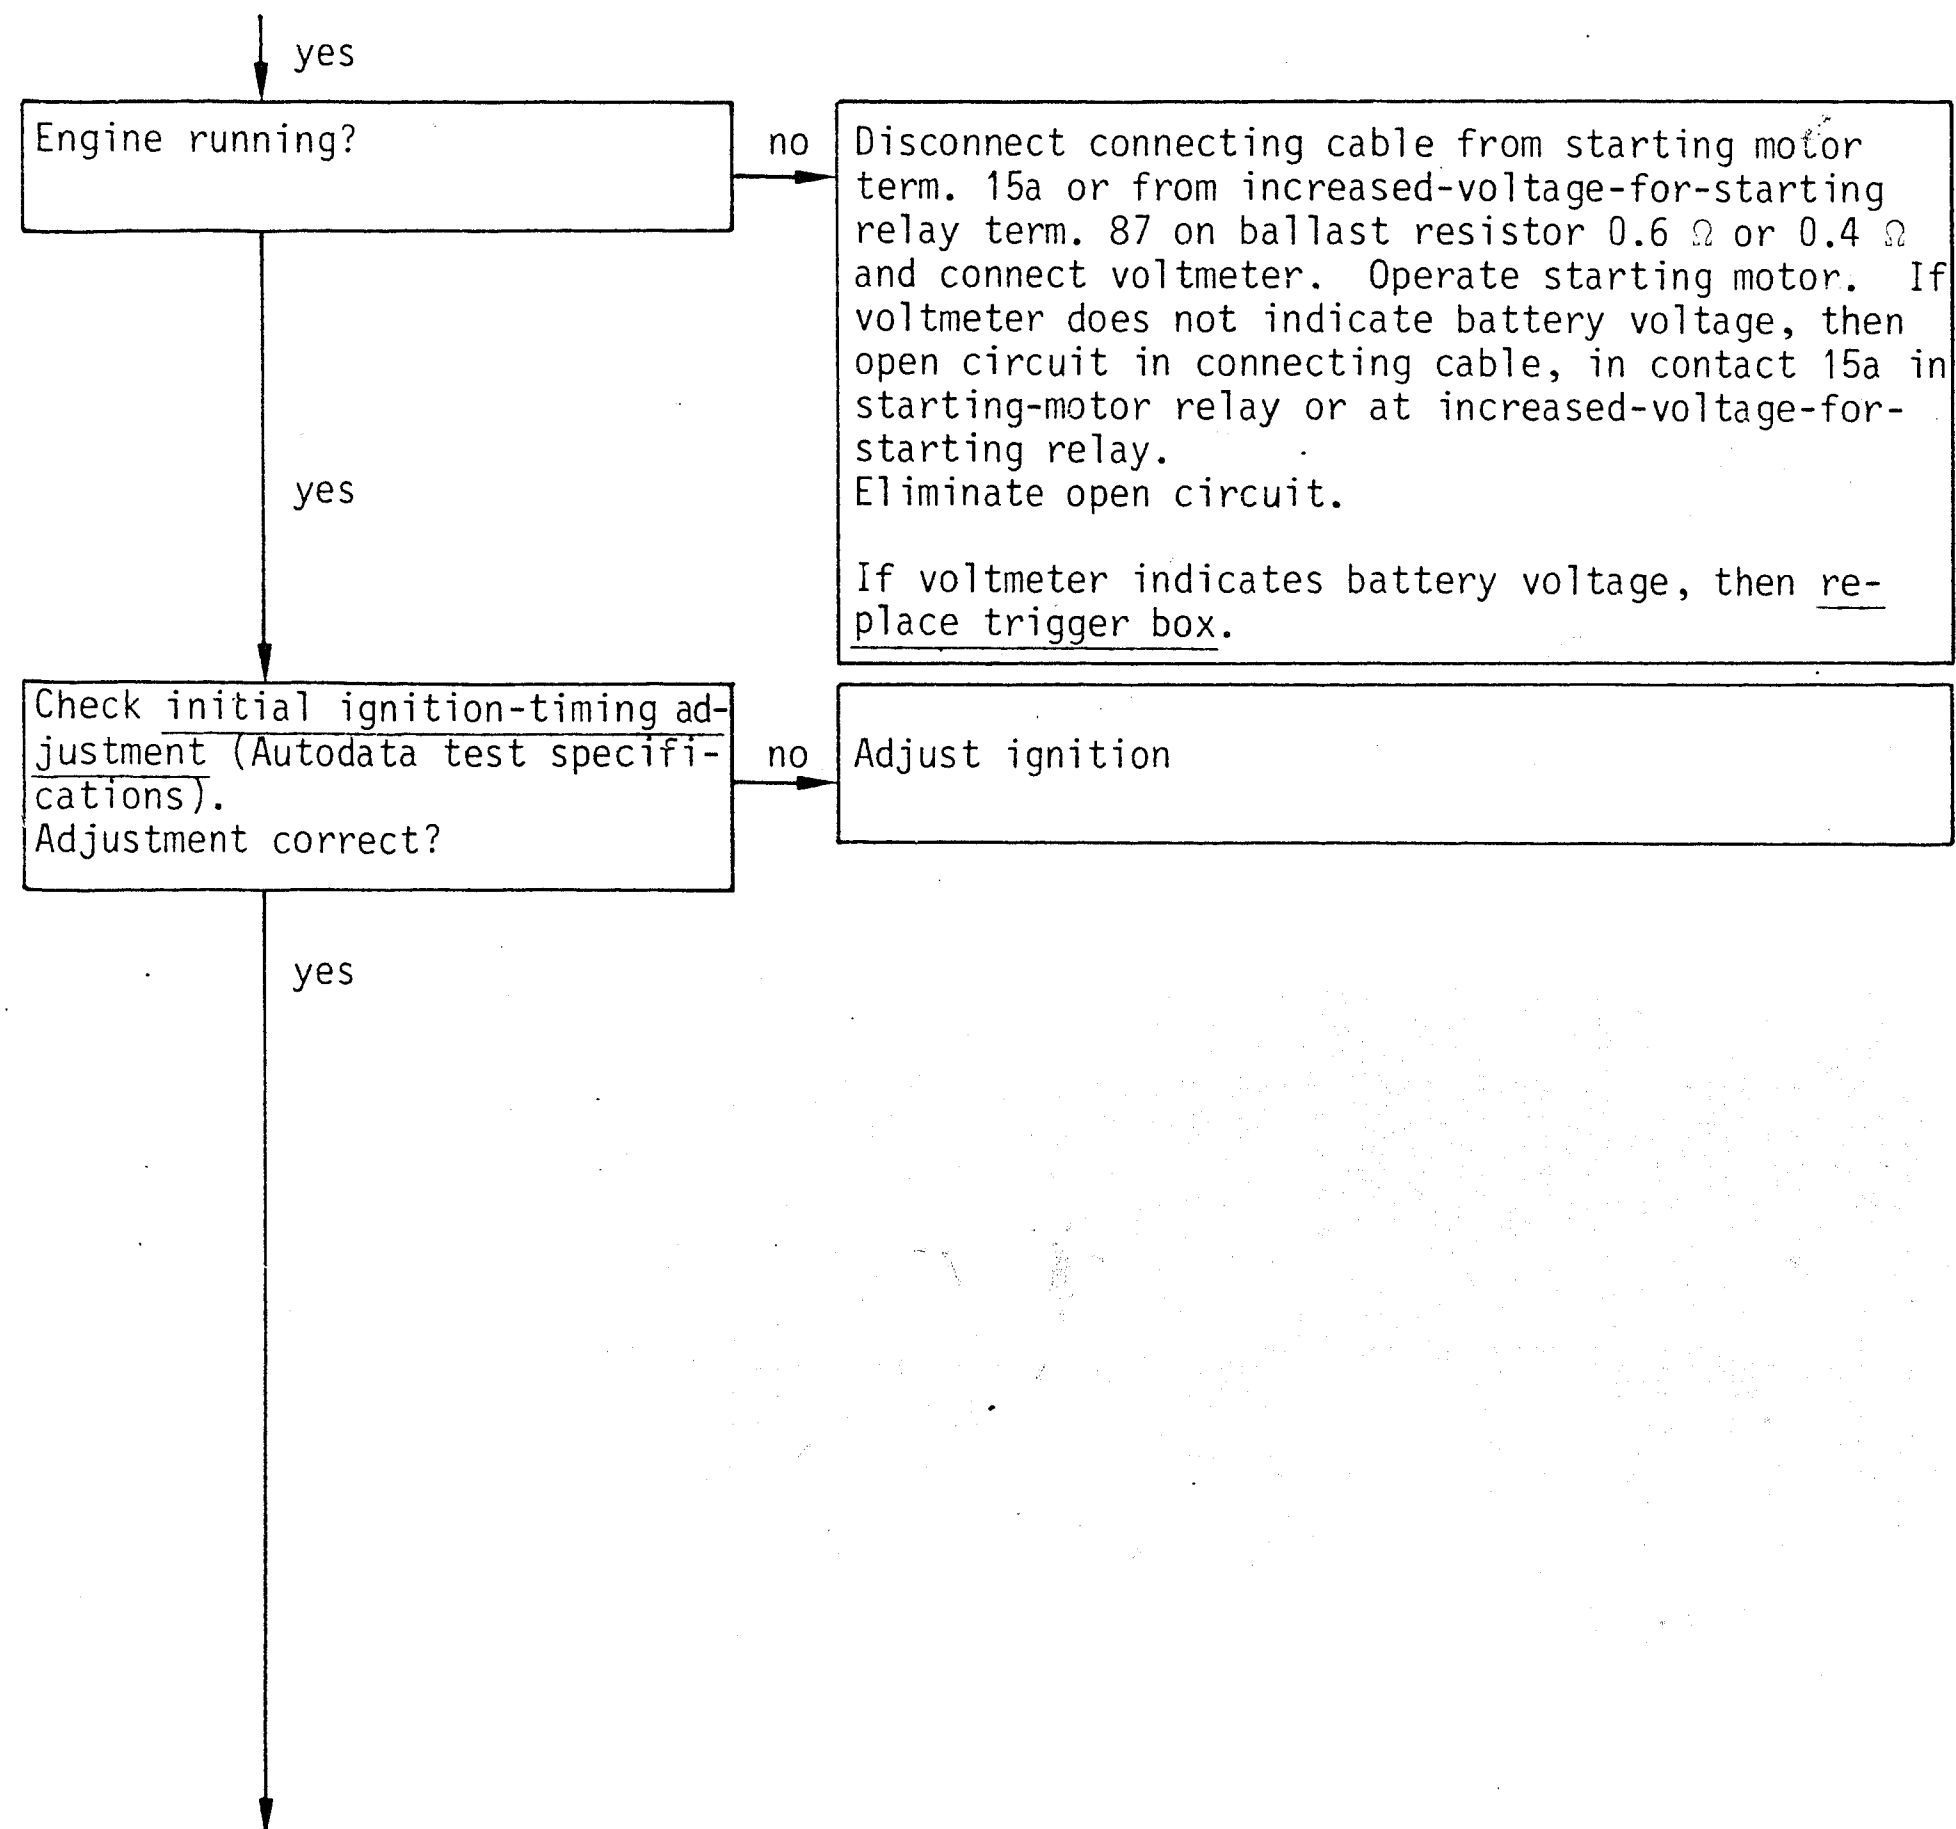 yes
Engine running?
no
Disconnect connecting cable from starting motor
term. 15a or from increased-voltage-for-starting
relay term. 87 on ballast resistor 0.6 Ω or 0.4 Ω
and connect voltmeter. Operate starting motor. If
voltmeter does not indicate battery voltage, then
open circuit in connecting cable, in contact 15a in
starting-motor relay or at increased-voltage-for-
starting relay.
Eliminate open circuit.
If voltmeter indicates battery voltage, then re-
place trigger box.
yes
Check initial ignition-timing ad-
justment (Autodata test specifi-
cations).
Adjustment correct?
no
Adjust ignition
yes